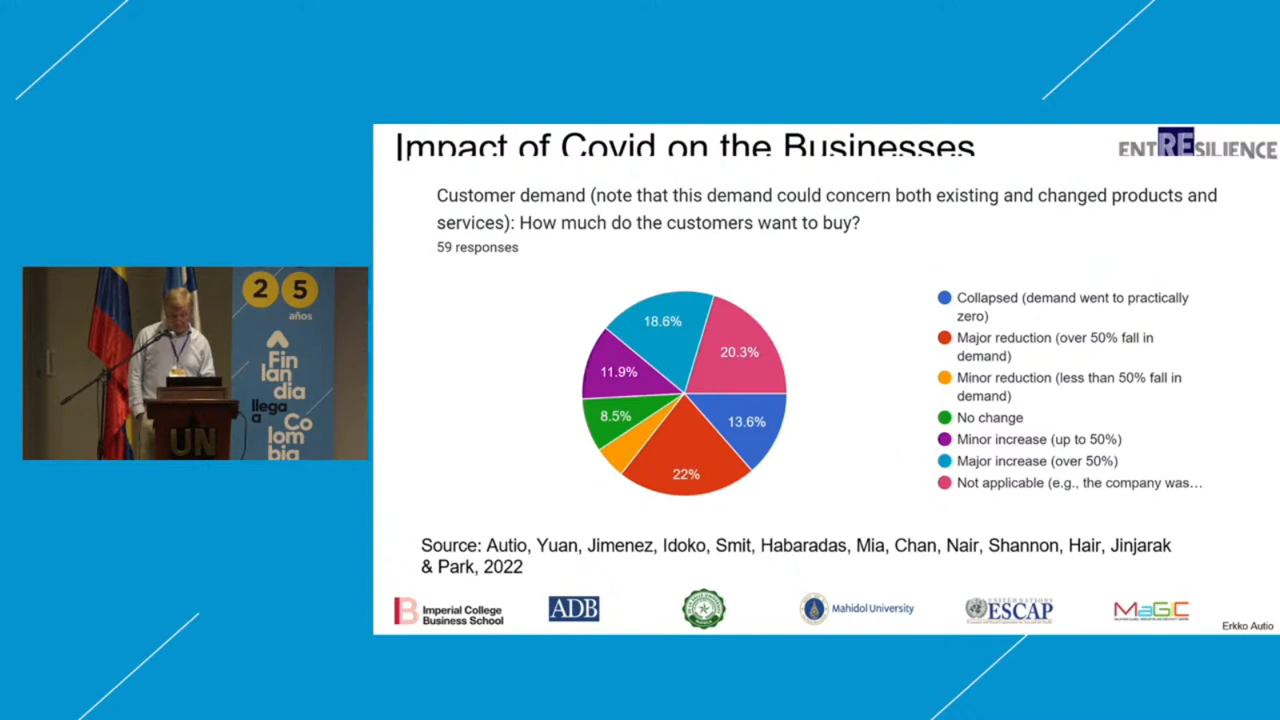 Impact of Covid on the Businesses
ENTRESILIENCE
Customer demand (note that this demand could concern both existing and changed products and
services): How much do the customers want to buy?
59 responses
18.6%
20.3%
11.9%
8.5%
13.6%
22%
Collapsed (demand went to practically
zero)
Major reduction (over 50% fall in
demand)
Minor reduction (less than 50% fall in
demand)
No change
Minor increase (up to 50%)
Major increase (over 50%)
Not applicable (e.g., the company was…
Source: Autio, Yuan, Jimenez, Idoko, Smit, Habaradas, Mia, Chan, Nair, Shannon, Hair, Jinjarak
& Park, 2022
Imperial College
Business School
ADB
Mahidol University
UNITED NATIONS
ESCAP
MaGIC
Erkko Autio
25
años
Fin
lan
dia
llega
a
Co
lom
bia
UN